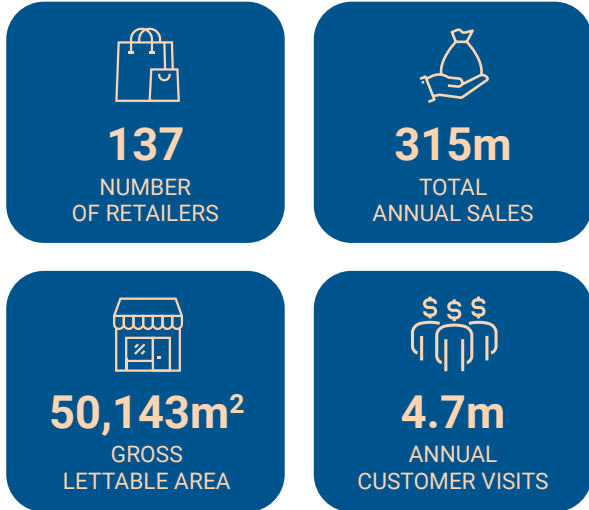 137
NUMBER
OF RETAILERS
315m
TOTAL
ANNUAL SALES
50,143m²
GROSS
LETTABLE AREA
$ $ $
4.7m
ANNUAL
CUSTOMER VISITS